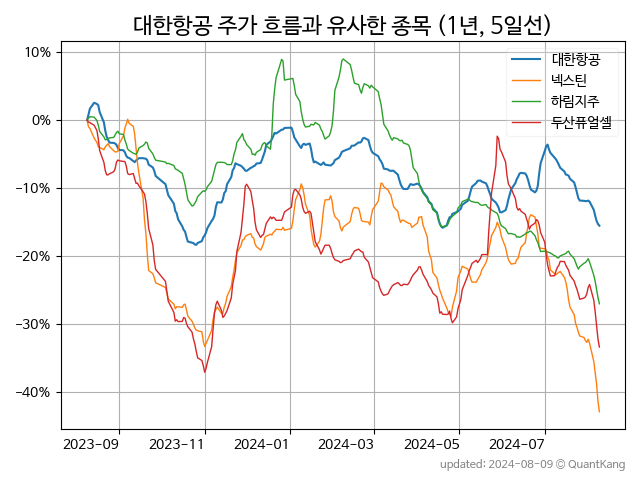 대한항공 주가 흐름과 유사한 종목 (1년, 5일선)
대한항공
넥스틴
하림지주
두산퓨얼셀
10%
0%
−10%
−20%
−30%
−40%
2023-09 2023-11 2024-01 2024-03 2024-05 2024-07
updated: 2024-08-09 © QuantKang